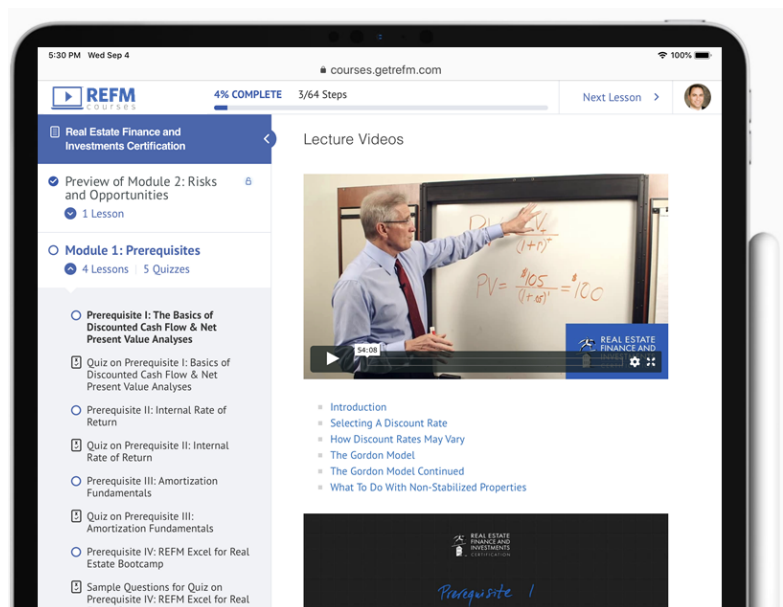 5:30 PM Wed Sep 4
100%
courses.getrefm.com
REFM
courses
4% COMPLETE 3/64 Steps
Next Lesson >
Real Estate Finance and
Investments Certification
Preview of Module 2: Risks
and Opportunities
1 Lesson
Module 1: Prerequisites
4 Lessons | 5 Quizzes
Prerequisite I: The Basics of
Discounted Cash Flow & Net
Present Value Analyses
Quiz on Prerequisite I: Basics of
Discounted Cash Flow & Net
Present Value Analyses
Prerequisite II: Internal Rate of
Return
Quiz on Prerequisite II: Internal
Rate of Return
Prerequisite III: Amortization
Fundamentals
Quiz on Prerequisite III:
Amortization Fundamentals
Prerequisite IV: REFM Excel for Real
Estate Bootcamp
Sample Questions for Quiz on
Prerequisite IV: REFM Excel for Real
Lecture Videos
PV =
(1+r)
PV = $105 = $100
(1+.05)¹
54:08
REAL ESTATE
FINANCE AND
Introduction
Selecting A Discount Rate
How Discount Rates May Vary
The Gordon Model
The Gordon Model Continued
What To Do With Non-Stabilized Properties
REAL ESTATE
FINANCE AND
INVESTMENTS
CERTIFICATION
Prerequisite 1